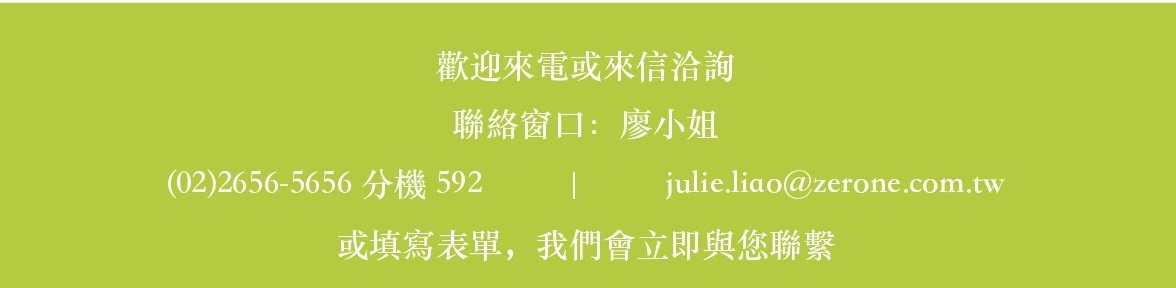 歡迎來電或來信洽詢
聯絡窗口：廖小姐
(02)2656-5656 分機 592 | julie.liao@zerone.com.tw
或填寫表單，我們會立即與您聯繫